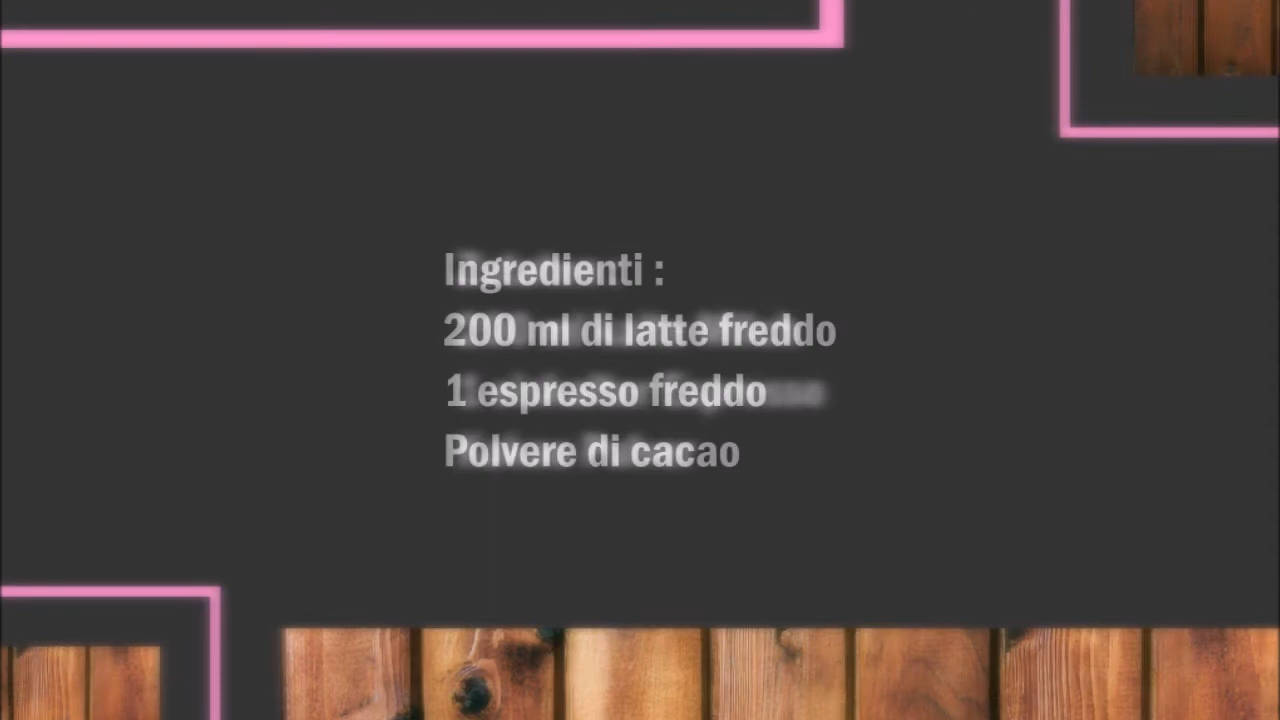 Ingredienti :
200 ml di latte freddo
1 espresso freddo
Polvere di cacao